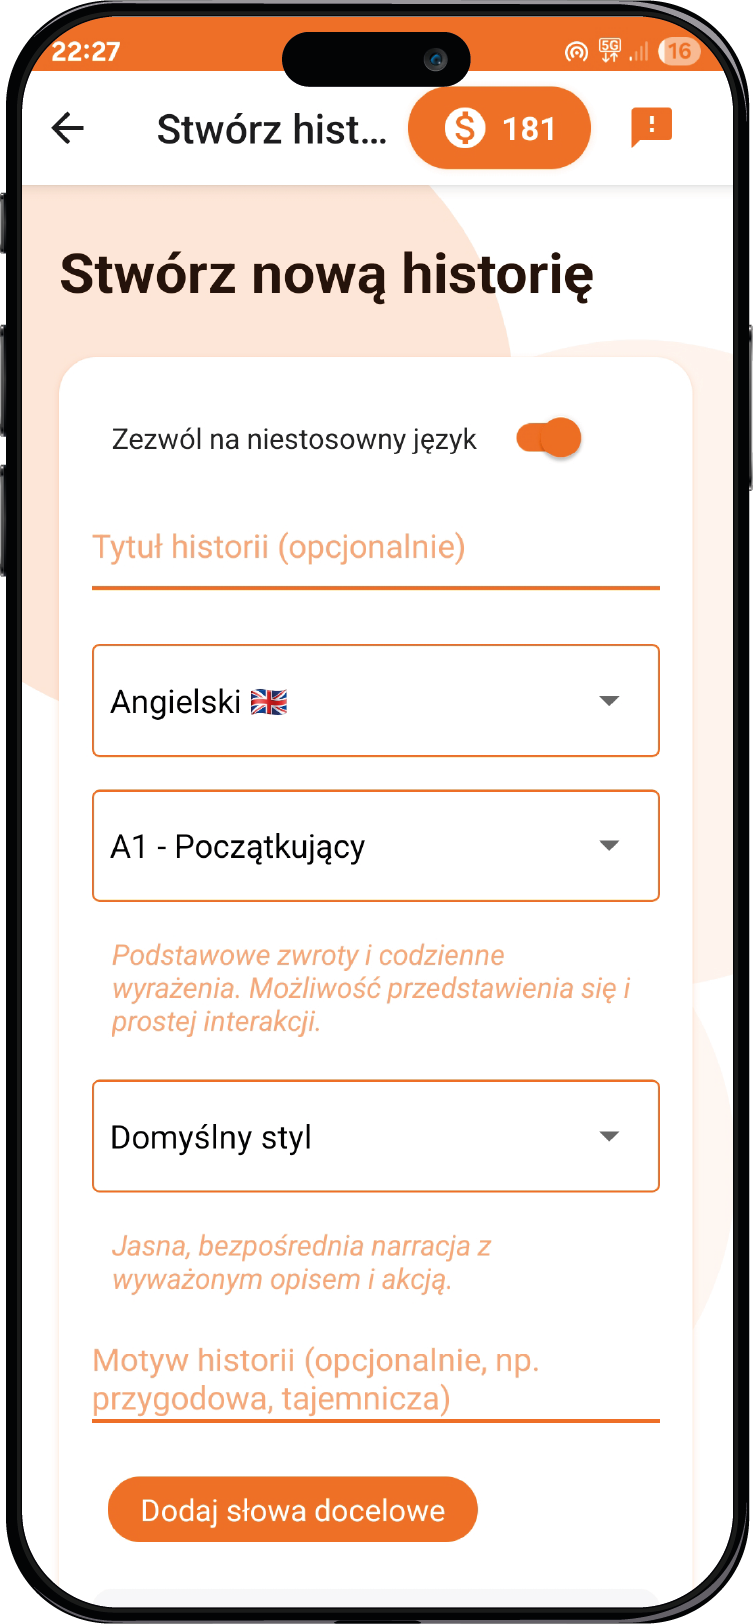 22:27
5G
16
Stwórz hist...
$ 181
!
Stwórz nową historię
Zezwól na niestosowny język
Tytuł historii (opcjonalnie)
Angielski 🇬🇧
A1 - Początkujący
Podstawowe zwroty i codzienne
wyrażenia. Możliwość przedstawienia się i
prostej interakcji.
Domyślny styl
Jasna, bezpośrednia narracja z
wyważonym opisem i akcją.
Motyw historii (opcjonalnie, np.
przygodowa, tajemnicza)
Dodaj słowa docelowe